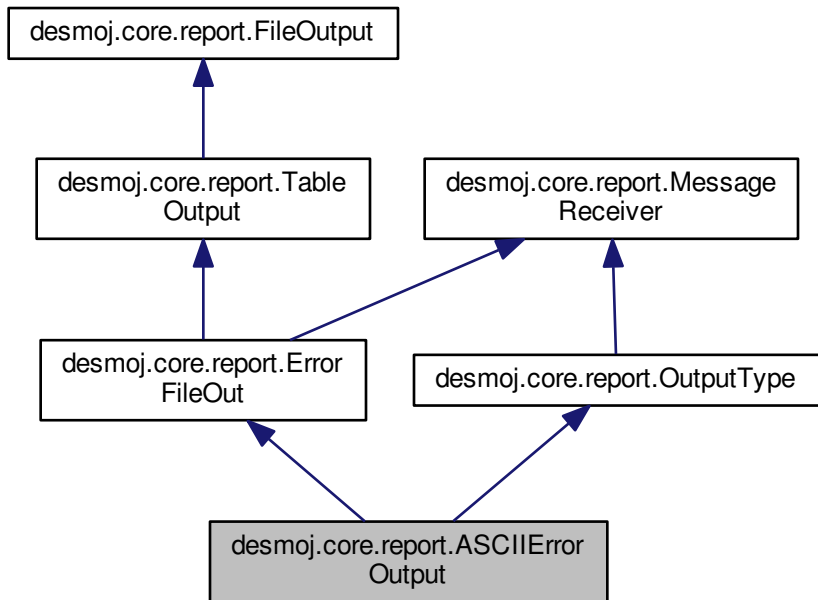 desmoj.core.report.FileOutput
desmoj.core.report.Table
Output
desmoj.core.report.Message
Receiver
desmoj.core.report.Error
FileOut
desmoj.core.report.OutputType
desmoj.core.report.ASCIIError
Output